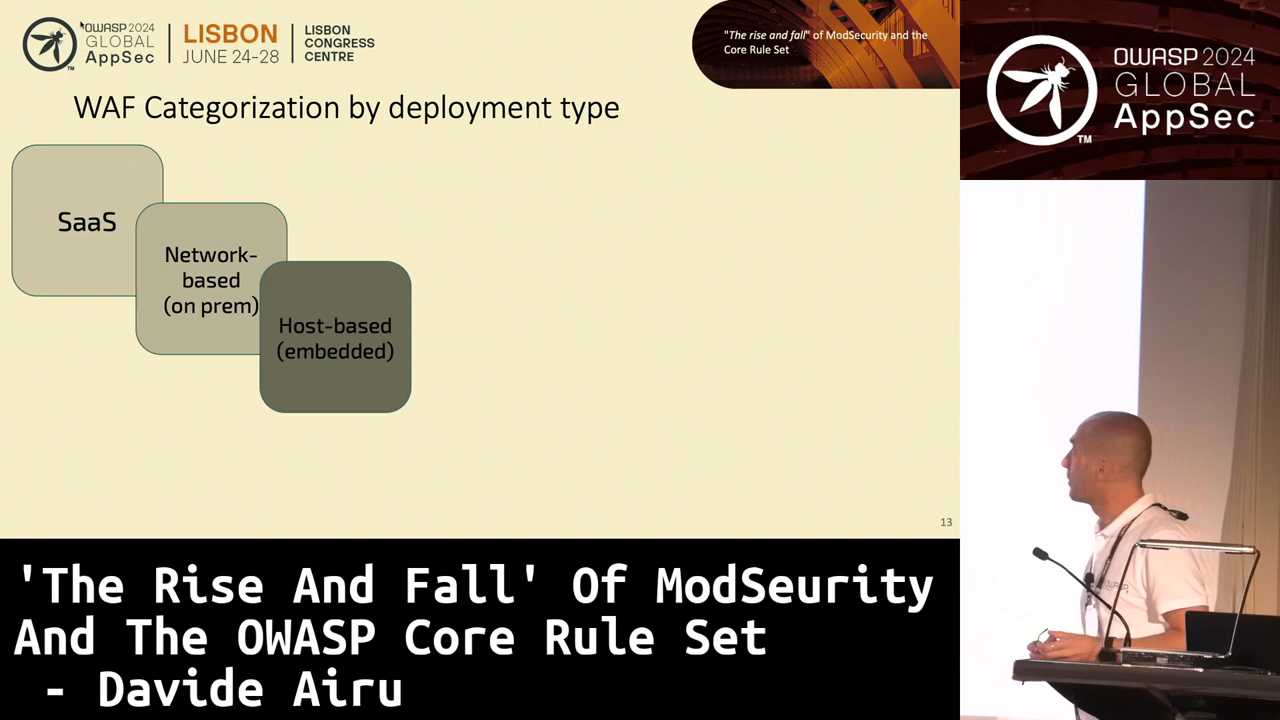 OWASP 2024
GLOBAL
AppSec
TM
LISBON
JUNE 24-28
LISBON
CONGRESS
CENTRE
"The rise and fall" of ModSecurity and the
Core Rule Set
WAF Categorization by deployment type
SaaS
Network-
based
(on prem)
Host-based
(embedded)
13
OWASP 2024
GLOBAL
AppSec
TM
'The Rise And Fall' Of ModSeurity
And The OWASP Core Rule Set
- Davide Airu